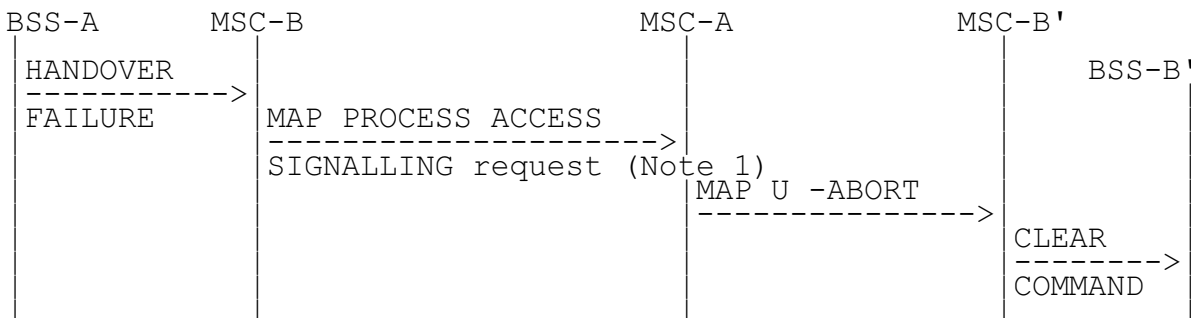 BSS-A MSC-B MSC-A MSC-B'
HANDOVER BSS-B'
----------->
FAILURE MAP PROCESS ACCESS
--------------------->
SIGNALLING request (Note 1)
MAP U -ABORT
--------------->
CLEAR
-------->
COMMAND